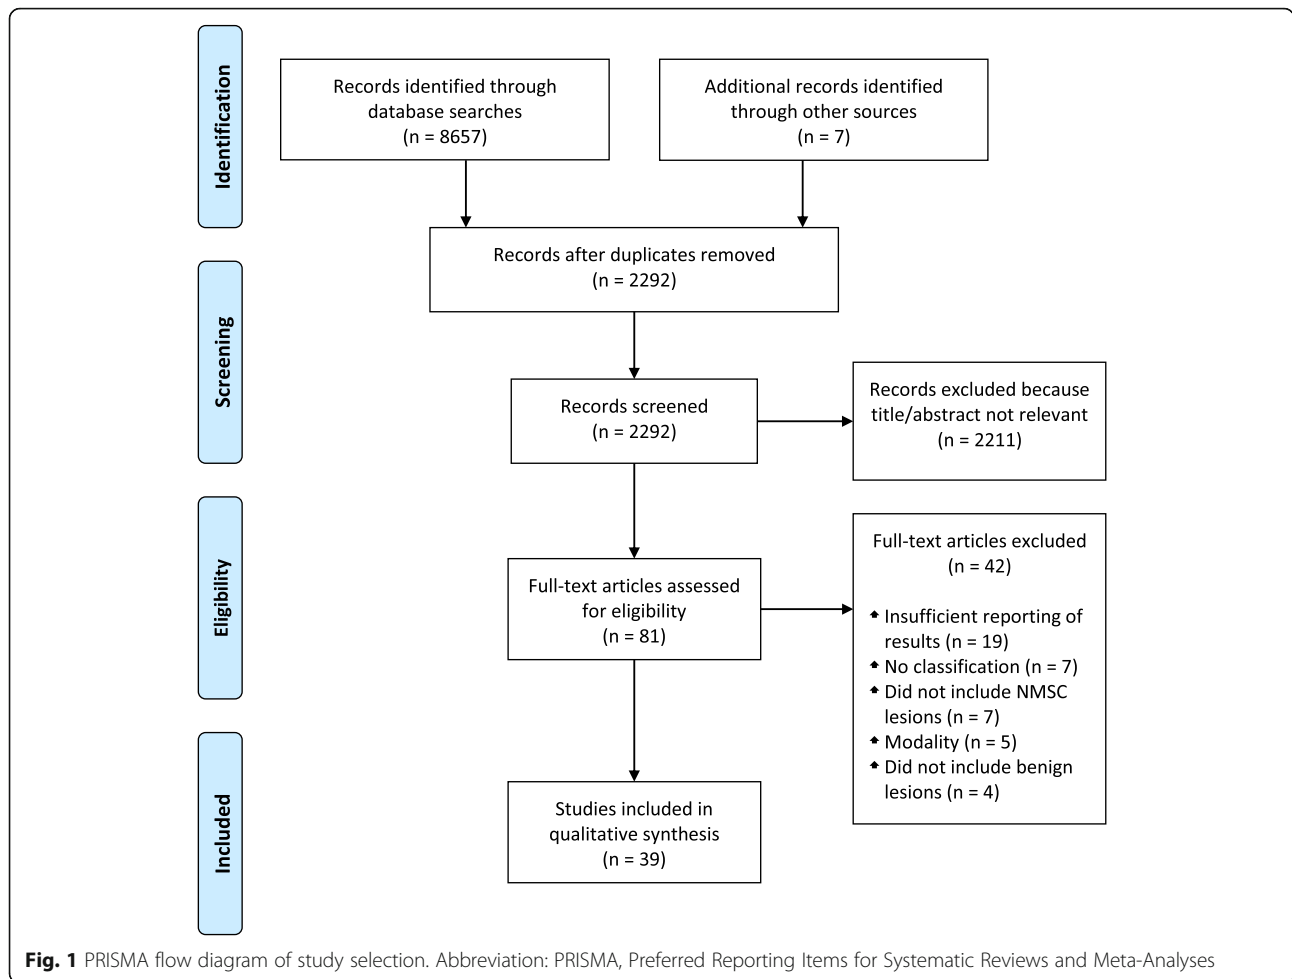 Identification
Records identified through
database searches
(n = 8657)
Additional records identified
through other sources
(n = 7)
Records after duplicates removed
(n = 2292)
Screening
Records screened
(n = 2292)
Records excluded because
title/abstract not relevant
(n = 2211)
Eligibility
Full-text articles assessed
for eligibility
(n = 81)
Full-text articles excluded
(n = 42)
Insufficient reporting of
results (n = 19)
No classification (n = 7)
Did not include NMSC
lesions (n = 7)
Modality (n = 5)
Did not include benign
lesions (n = 4)
Included
Studies included in
qualitative synthesis
(n = 39)
Fig. 1 PRISMA flow diagram of study selection. Abbreviation: PRISMA, Preferred Reporting Items for Systematic Reviews and Meta-Analyses